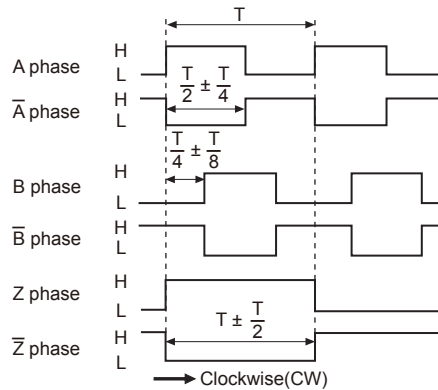 T
A phase H
L
A̅ phase H
L
T/2 ± T/4
T/4 ± T/8
B phase H
L
B̅ phase H
L
Z phase H
L
Z̅ phase H
L
T ± T/2
Clockwise(CW)